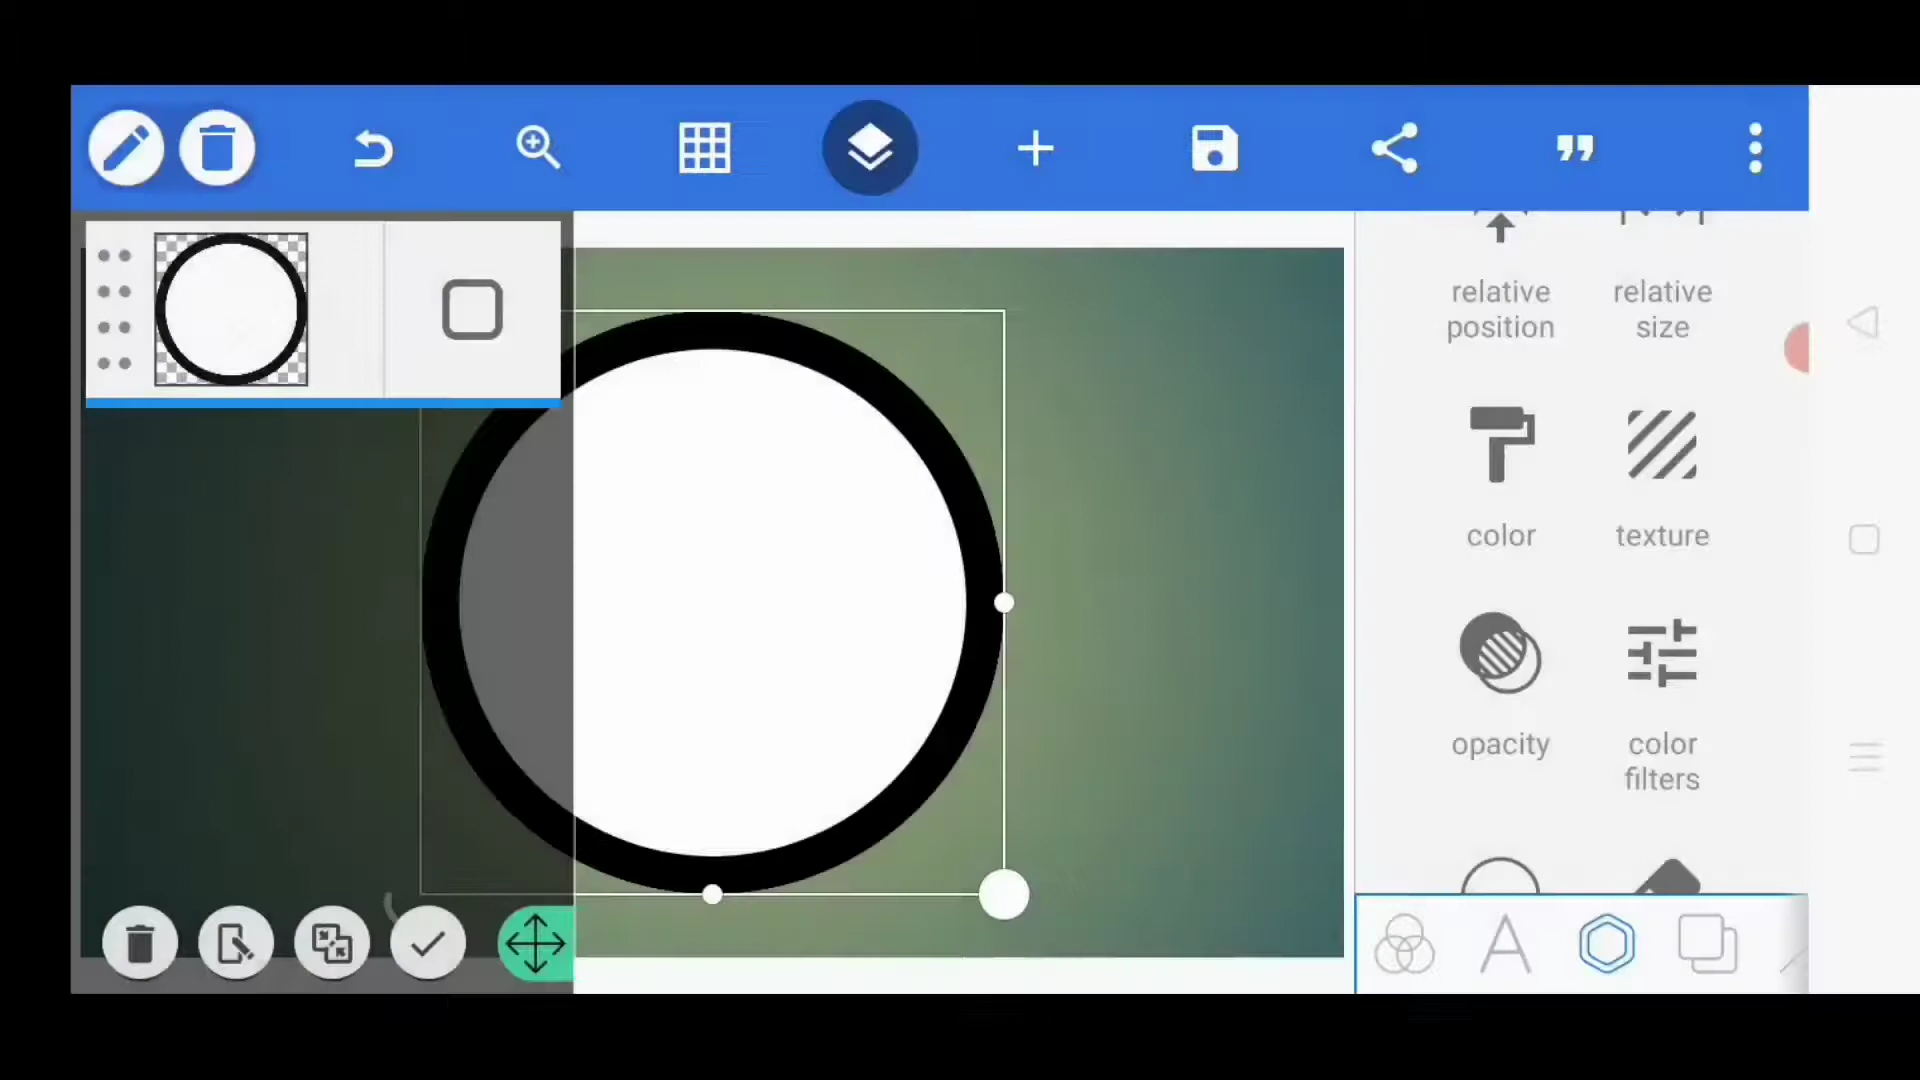 relative
position
relative
size
color
texture
opacity
color
filters